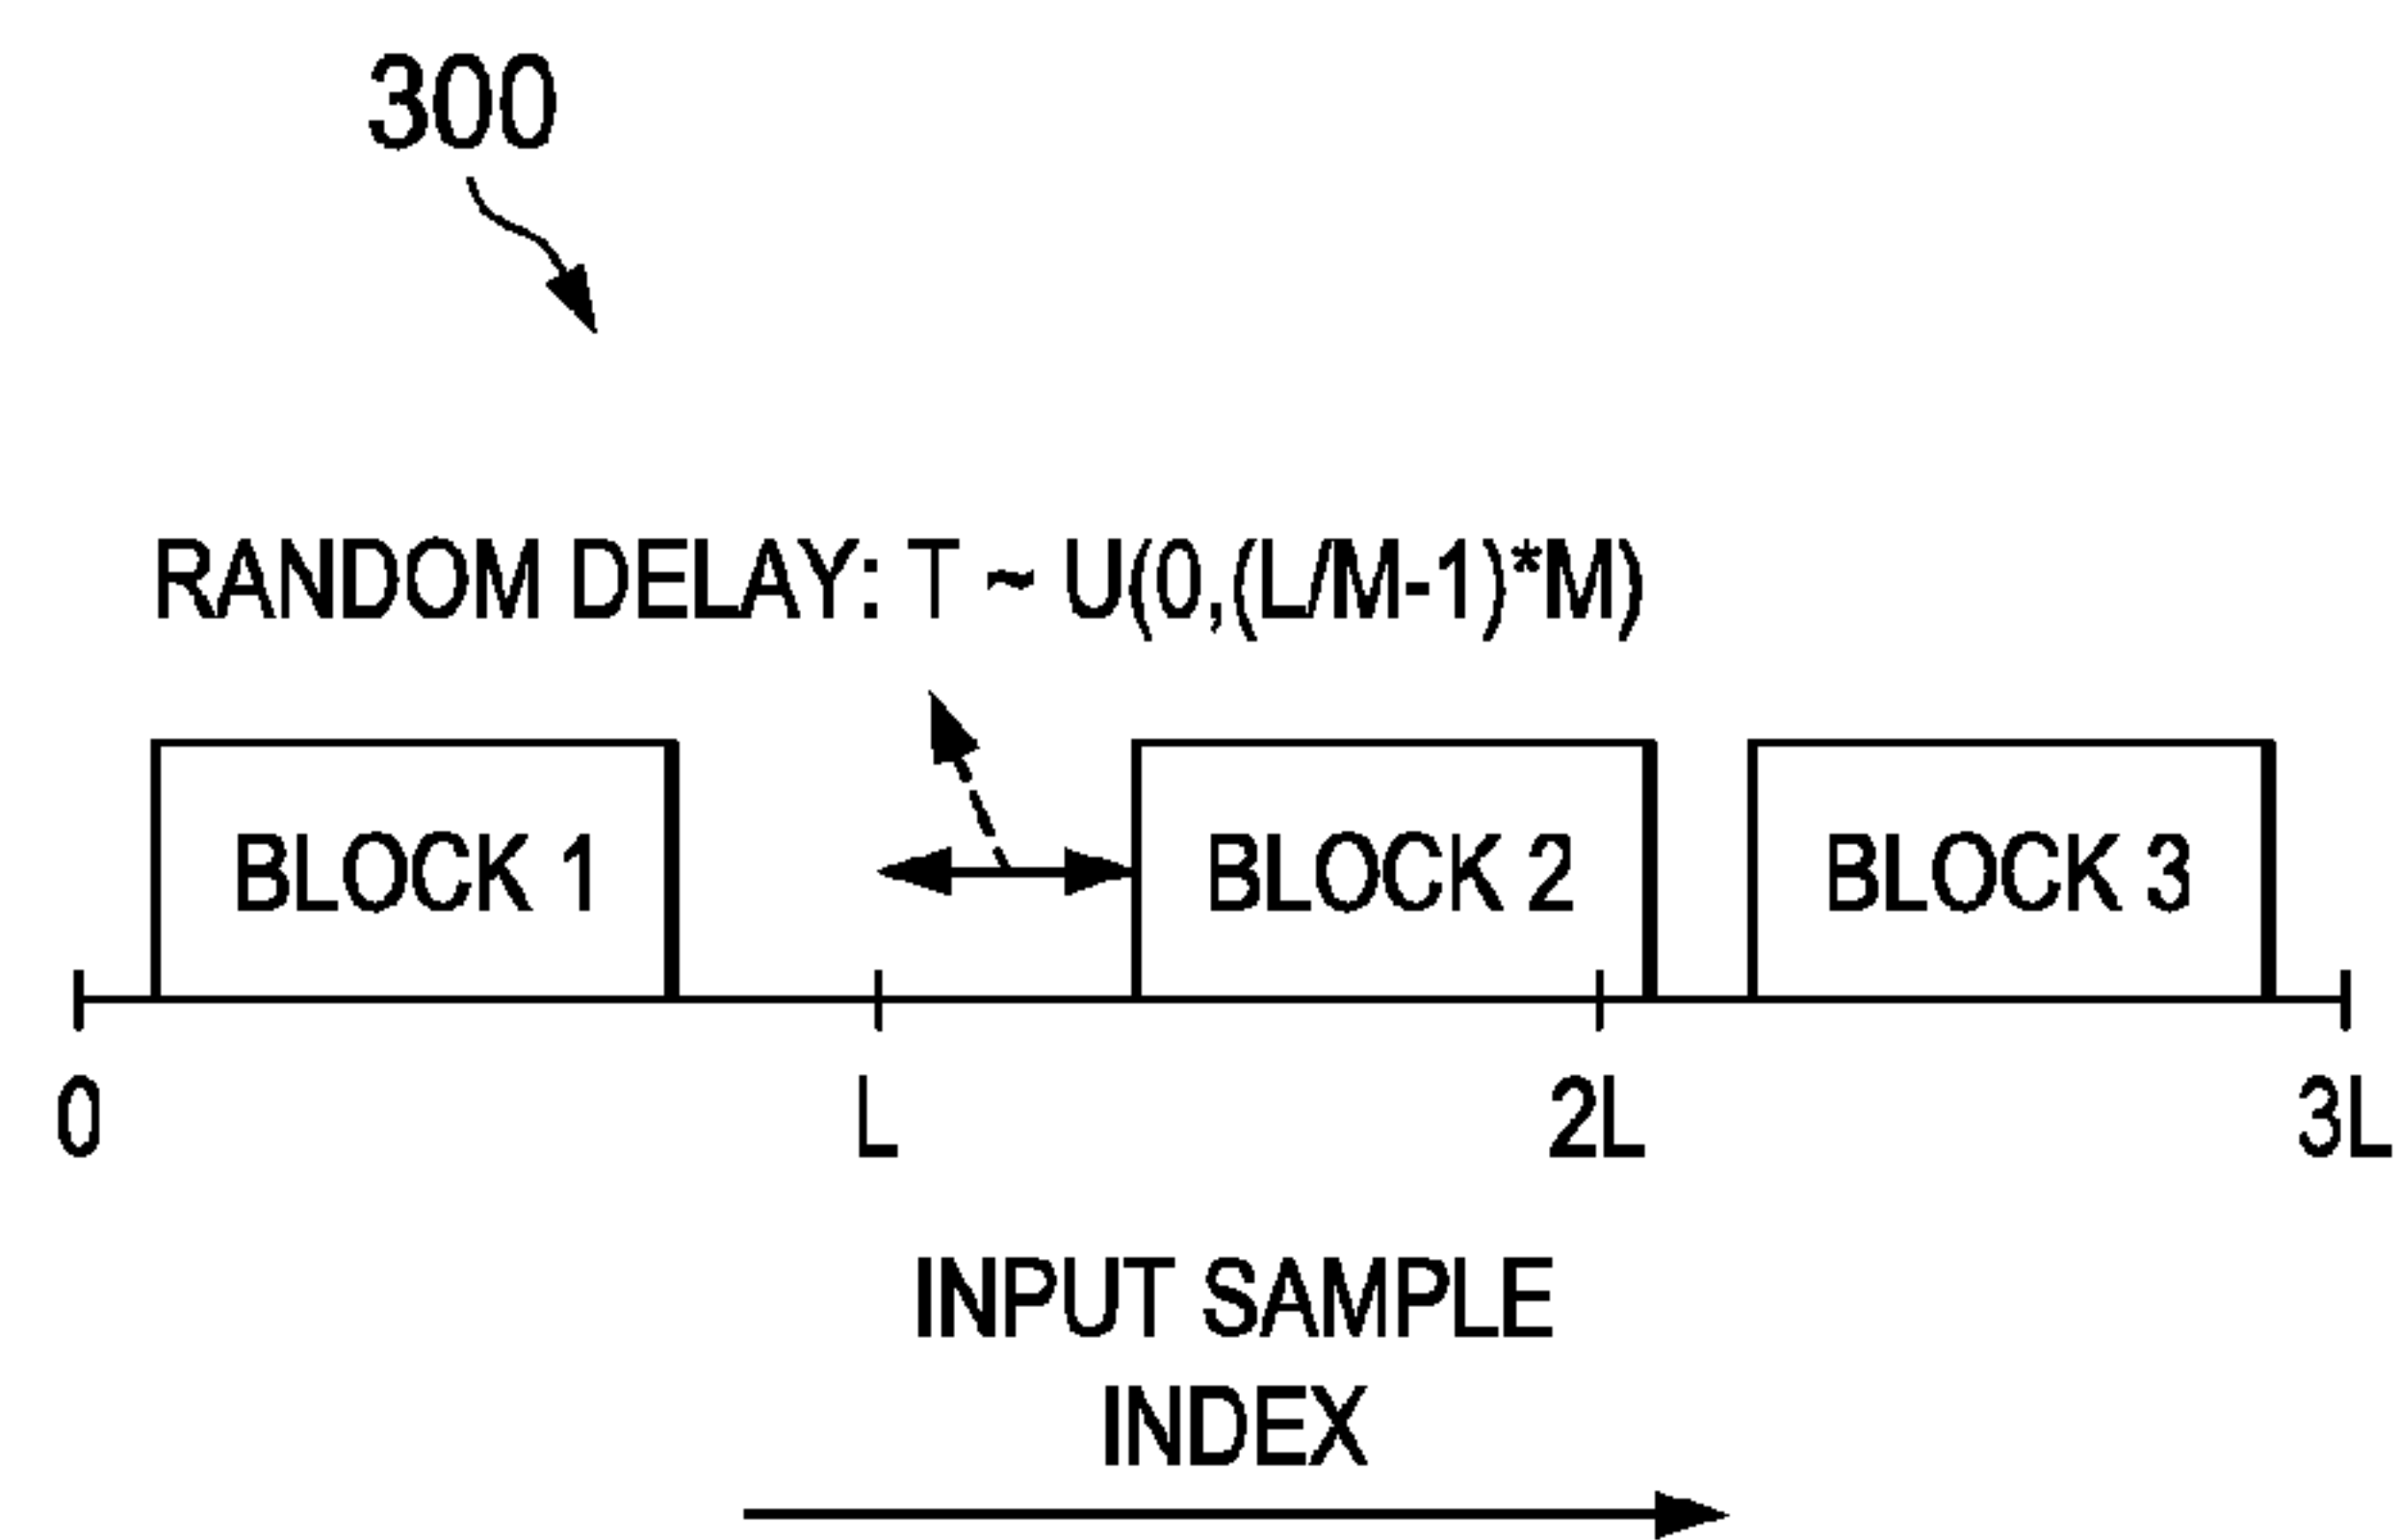 300
RANDOM DELAY: T ~ U(0,(L/M-1)*M)
BLOCK 1 BLOCK 2 BLOCK 3
0 L 2L 3L
INPUT SAMPLE
INDEX